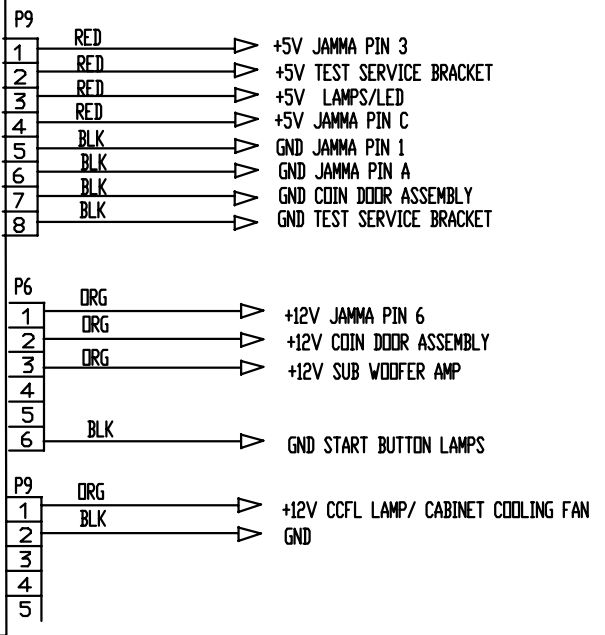 P9
1 RED +5V JAMMA PIN 3
2 RED +5V TEST SERVICE BRACKET
3 RED +5V LAMPS/LED
4 RED +5V JAMMA PIN C
5 BLK GND JAMMA PIN 1
6 BLK GND JAMMA PIN A
7 BLK GND COIN DOOR ASSEMBLY
8 BLK GND TEST SERVICE BRACKET
P6
1 ORG +12V JAMMA PIN 6
2 ORG +12V COIN DOOR ASSEMBLY
3 ORG +12V SUB WOOFER AMP
4
5
6 BLK GND START BUTTON LAMPS
P9
1 ORG +12V CCFL LAMP/ CABINET COOLING FAN
2 BLK GND
3
4
5